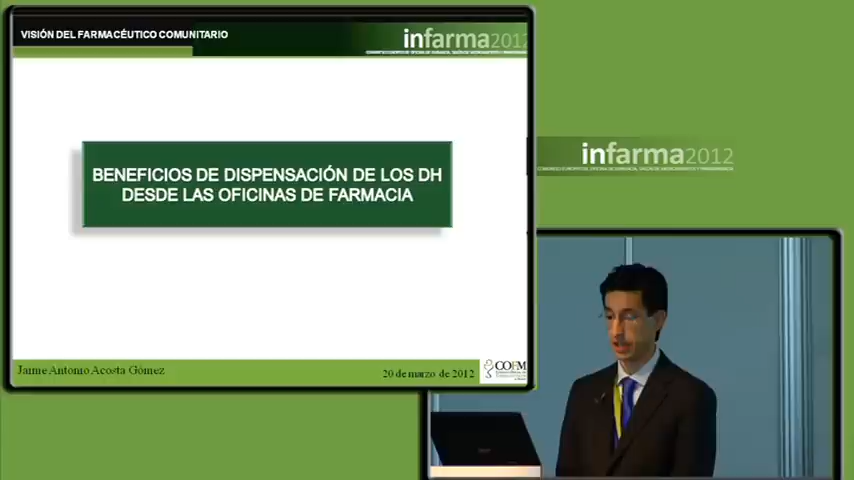 VISIÓN DEL FARMACÉUTICO COMUNITARIO
infarma2012
BENEFICIOS DE DISPENSACIÓN DE LOS DH
DESDE LAS OFICINAS DE FARMACIA
Jaime Antonio Acosta Gómez
20 de marzo de 2012
COFM
infarma2012